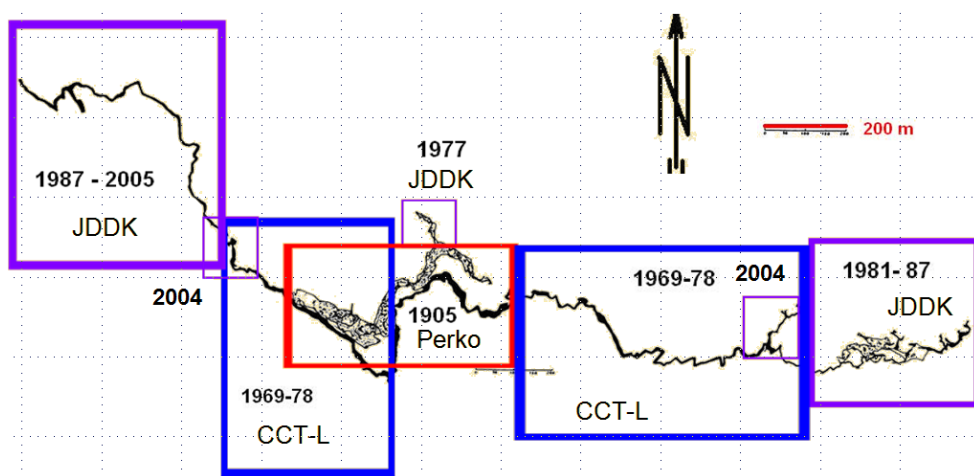 N
200 m
1977
JDDK
1987 - 2005
JDDK
2004
1969-78
2004
1981- 87
JDDK
1905
Perko
1969-78
CCT-L
CCT-L